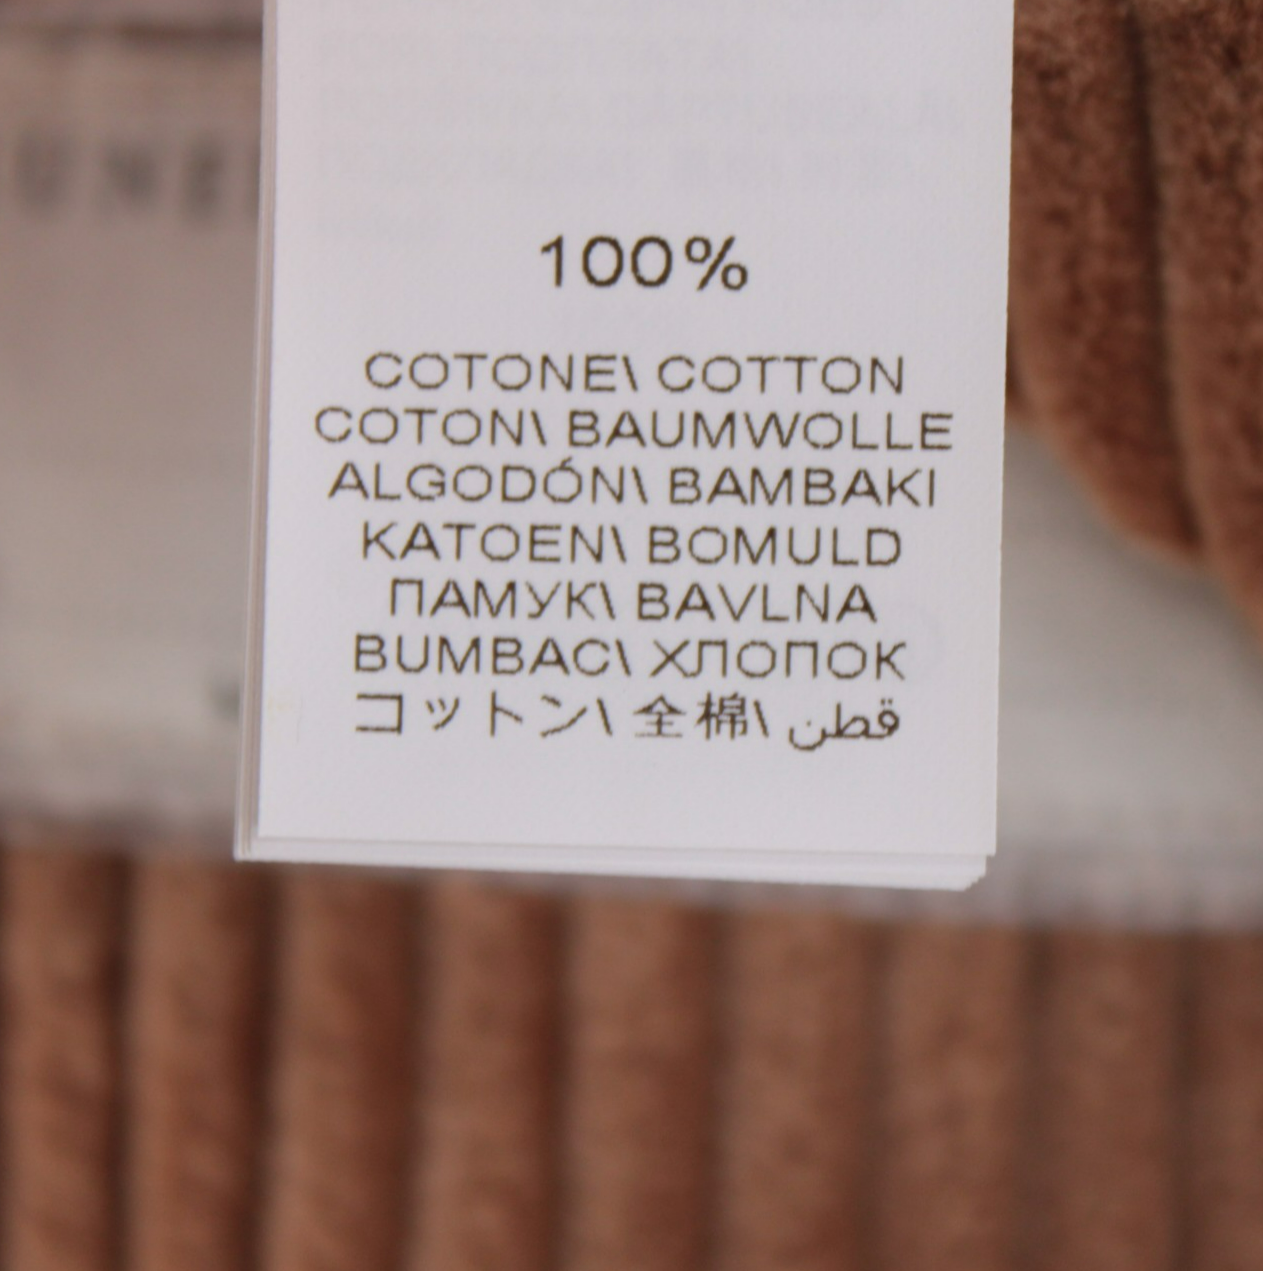 100%
COTONE\ COTTON
COTON\ BAUMWOLLE
ALGODÓN\ BAMBAKI
KATOEN\ BOMULD
ПАМУК\ BAVLNA
BUMBAC\ ХЛОПОК
コットン\ 全棉\ قطن